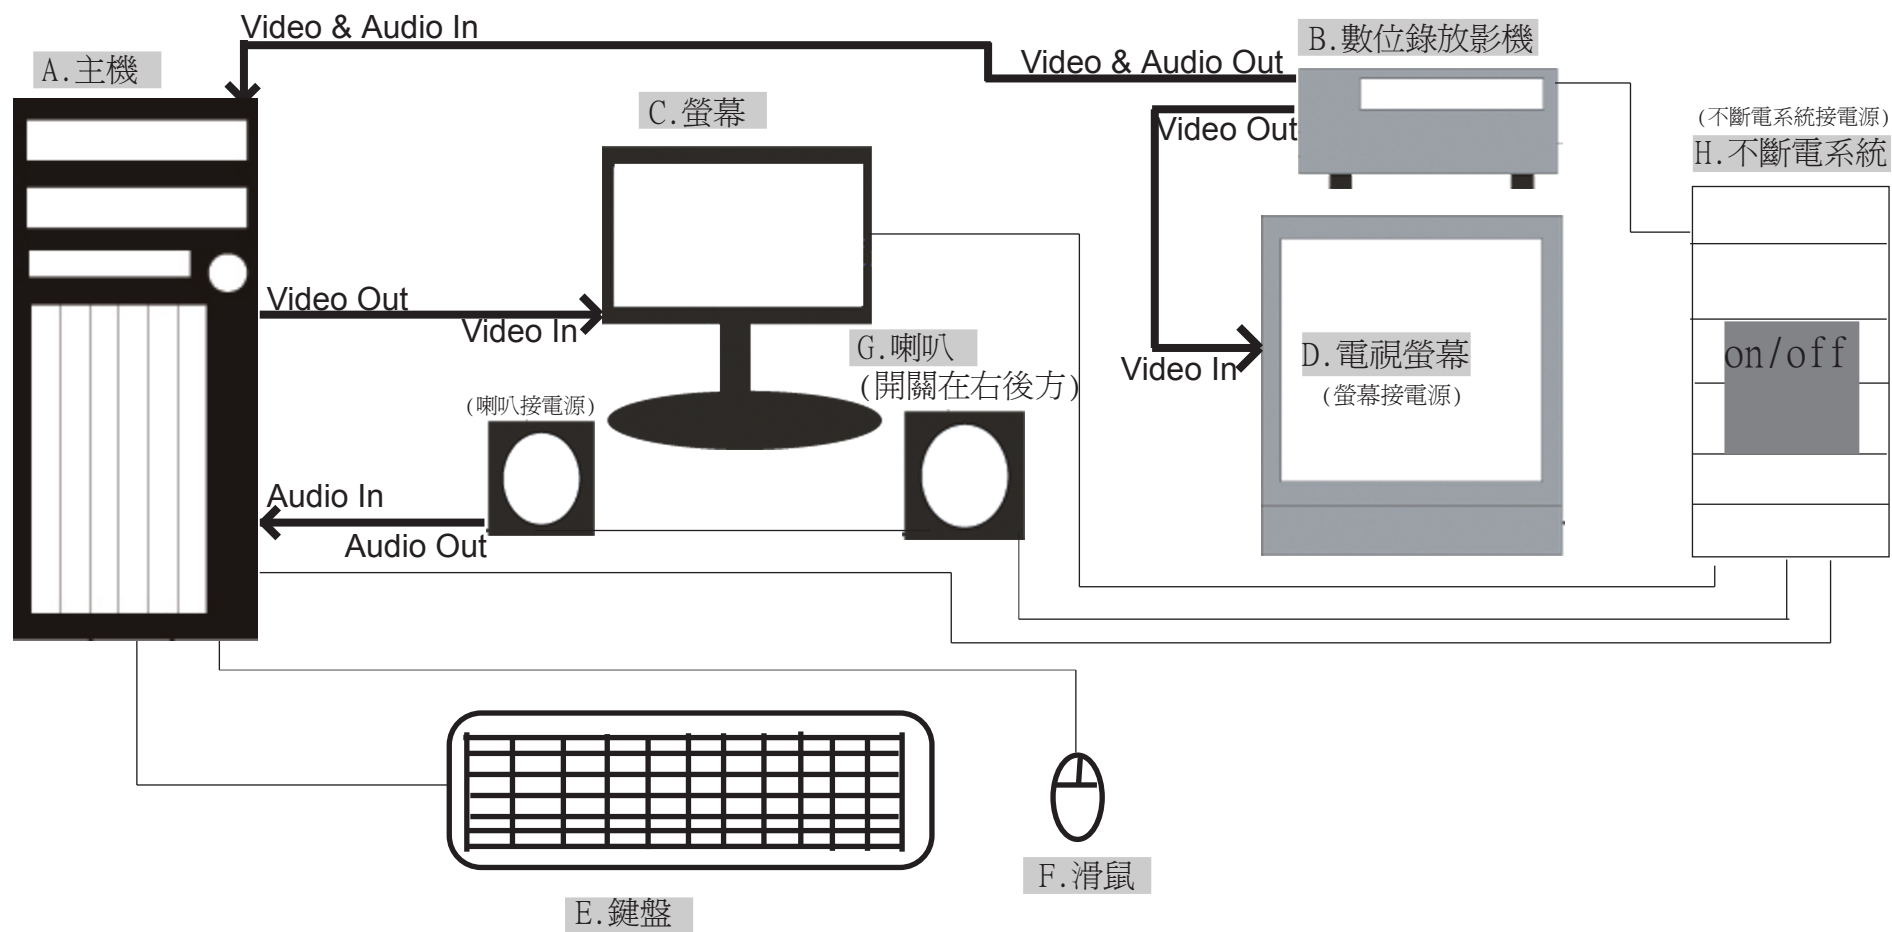 Video & Audio In
A.主機
B.數位錄放影機
Video & Audio Out
C.螢幕
Video Out
(不斷電系統接電源)
H.不斷電系統
Video Out
Video In
G.喇叭
(開關在右後方)
(喇叭接電源)
Video In
D.電視螢幕
(螢幕接電源)
on/off
Audio In
Audio Out
F.滑鼠
E.鍵盤